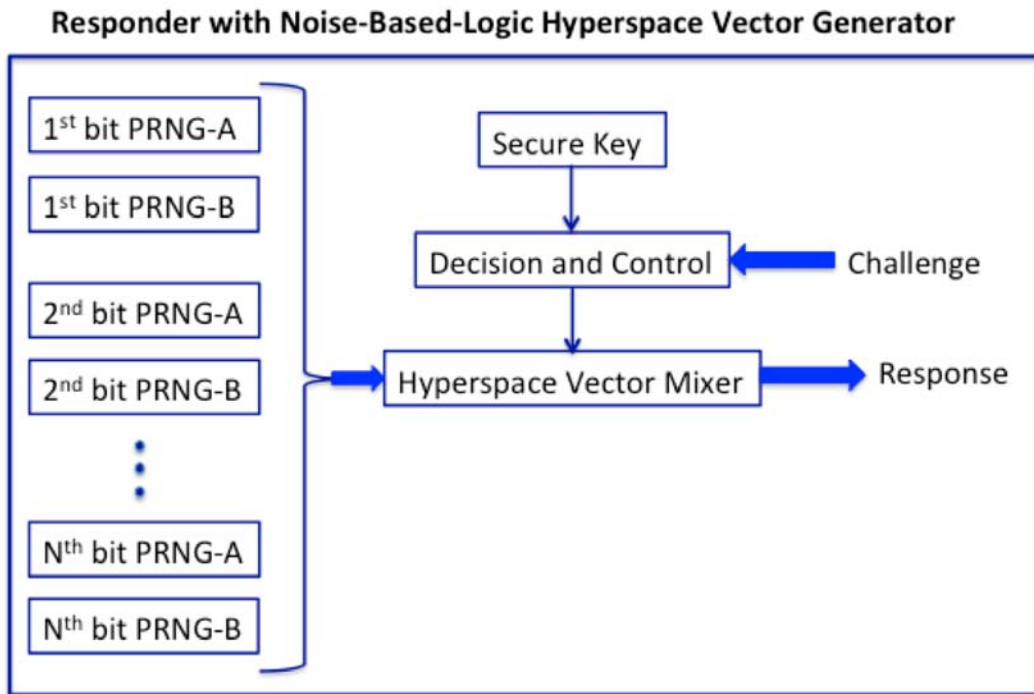 Responder with Noise-Based-Logic Hyperspace Vector Generator
1st bit PRNG-A
1st bit PRNG-B
2nd bit PRNG-A
2nd bit PRNG-B
Nth bit PRNG-A
Nth bit PRNG-B
Secure Key
Decision and Control
Challenge
Hyperspace Vector Mixer
Response